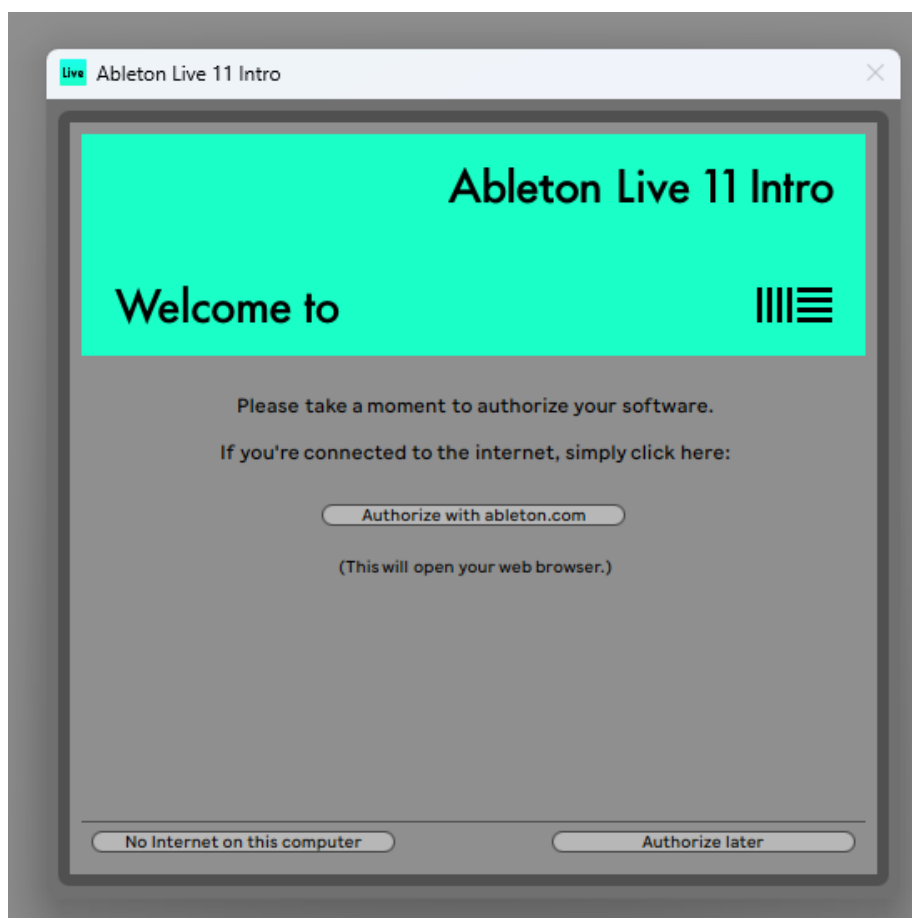 Live Ableton Live 11 Intro
Ableton Live 11 Intro
Welcome to
Please take a moment to authorize your software.
If you're connected to the internet, simply click here:
Authorize with ableton.com
(This will open your web browser.)
No Internet on this computer
Authorize later